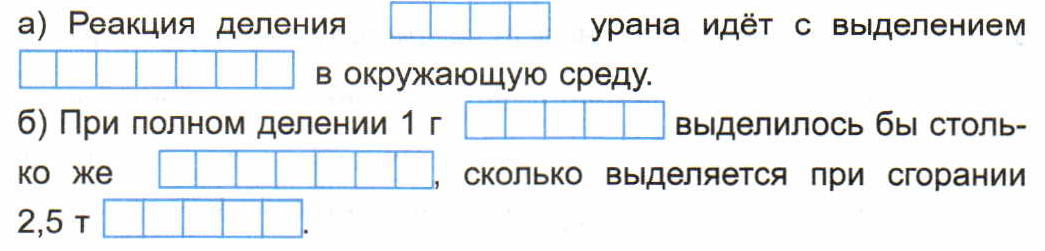 а) Реакция деления урана идёт с выделением
в окружающую среду.
б) При полном делении 1 г выделилось бы столь-
ко же , сколько выделяется при сгорании
2,5 т .